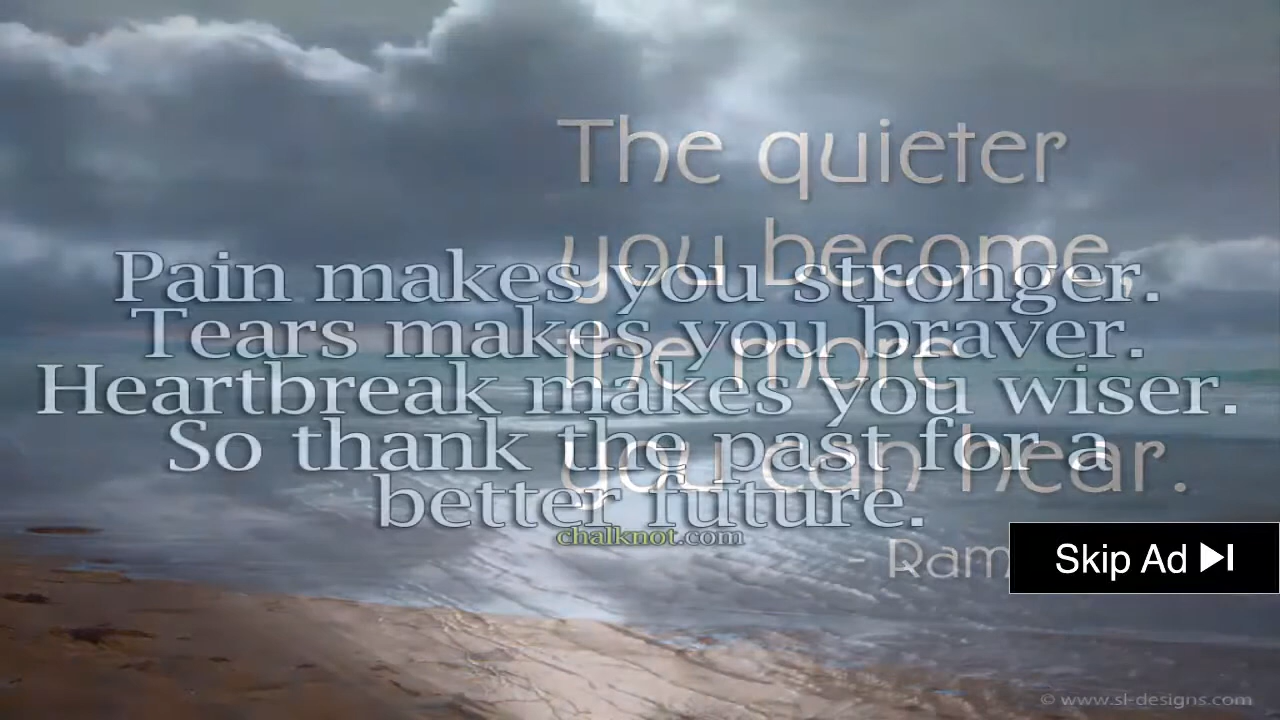 The quieter
you become,
the more
you can hear.
Pain makes you stronger.
Tears makes you braver.
Heartbreak makes you wiser.
So thank the past for a
better future.
chalknot.com
Skip Ad
© www.sl-designs.com